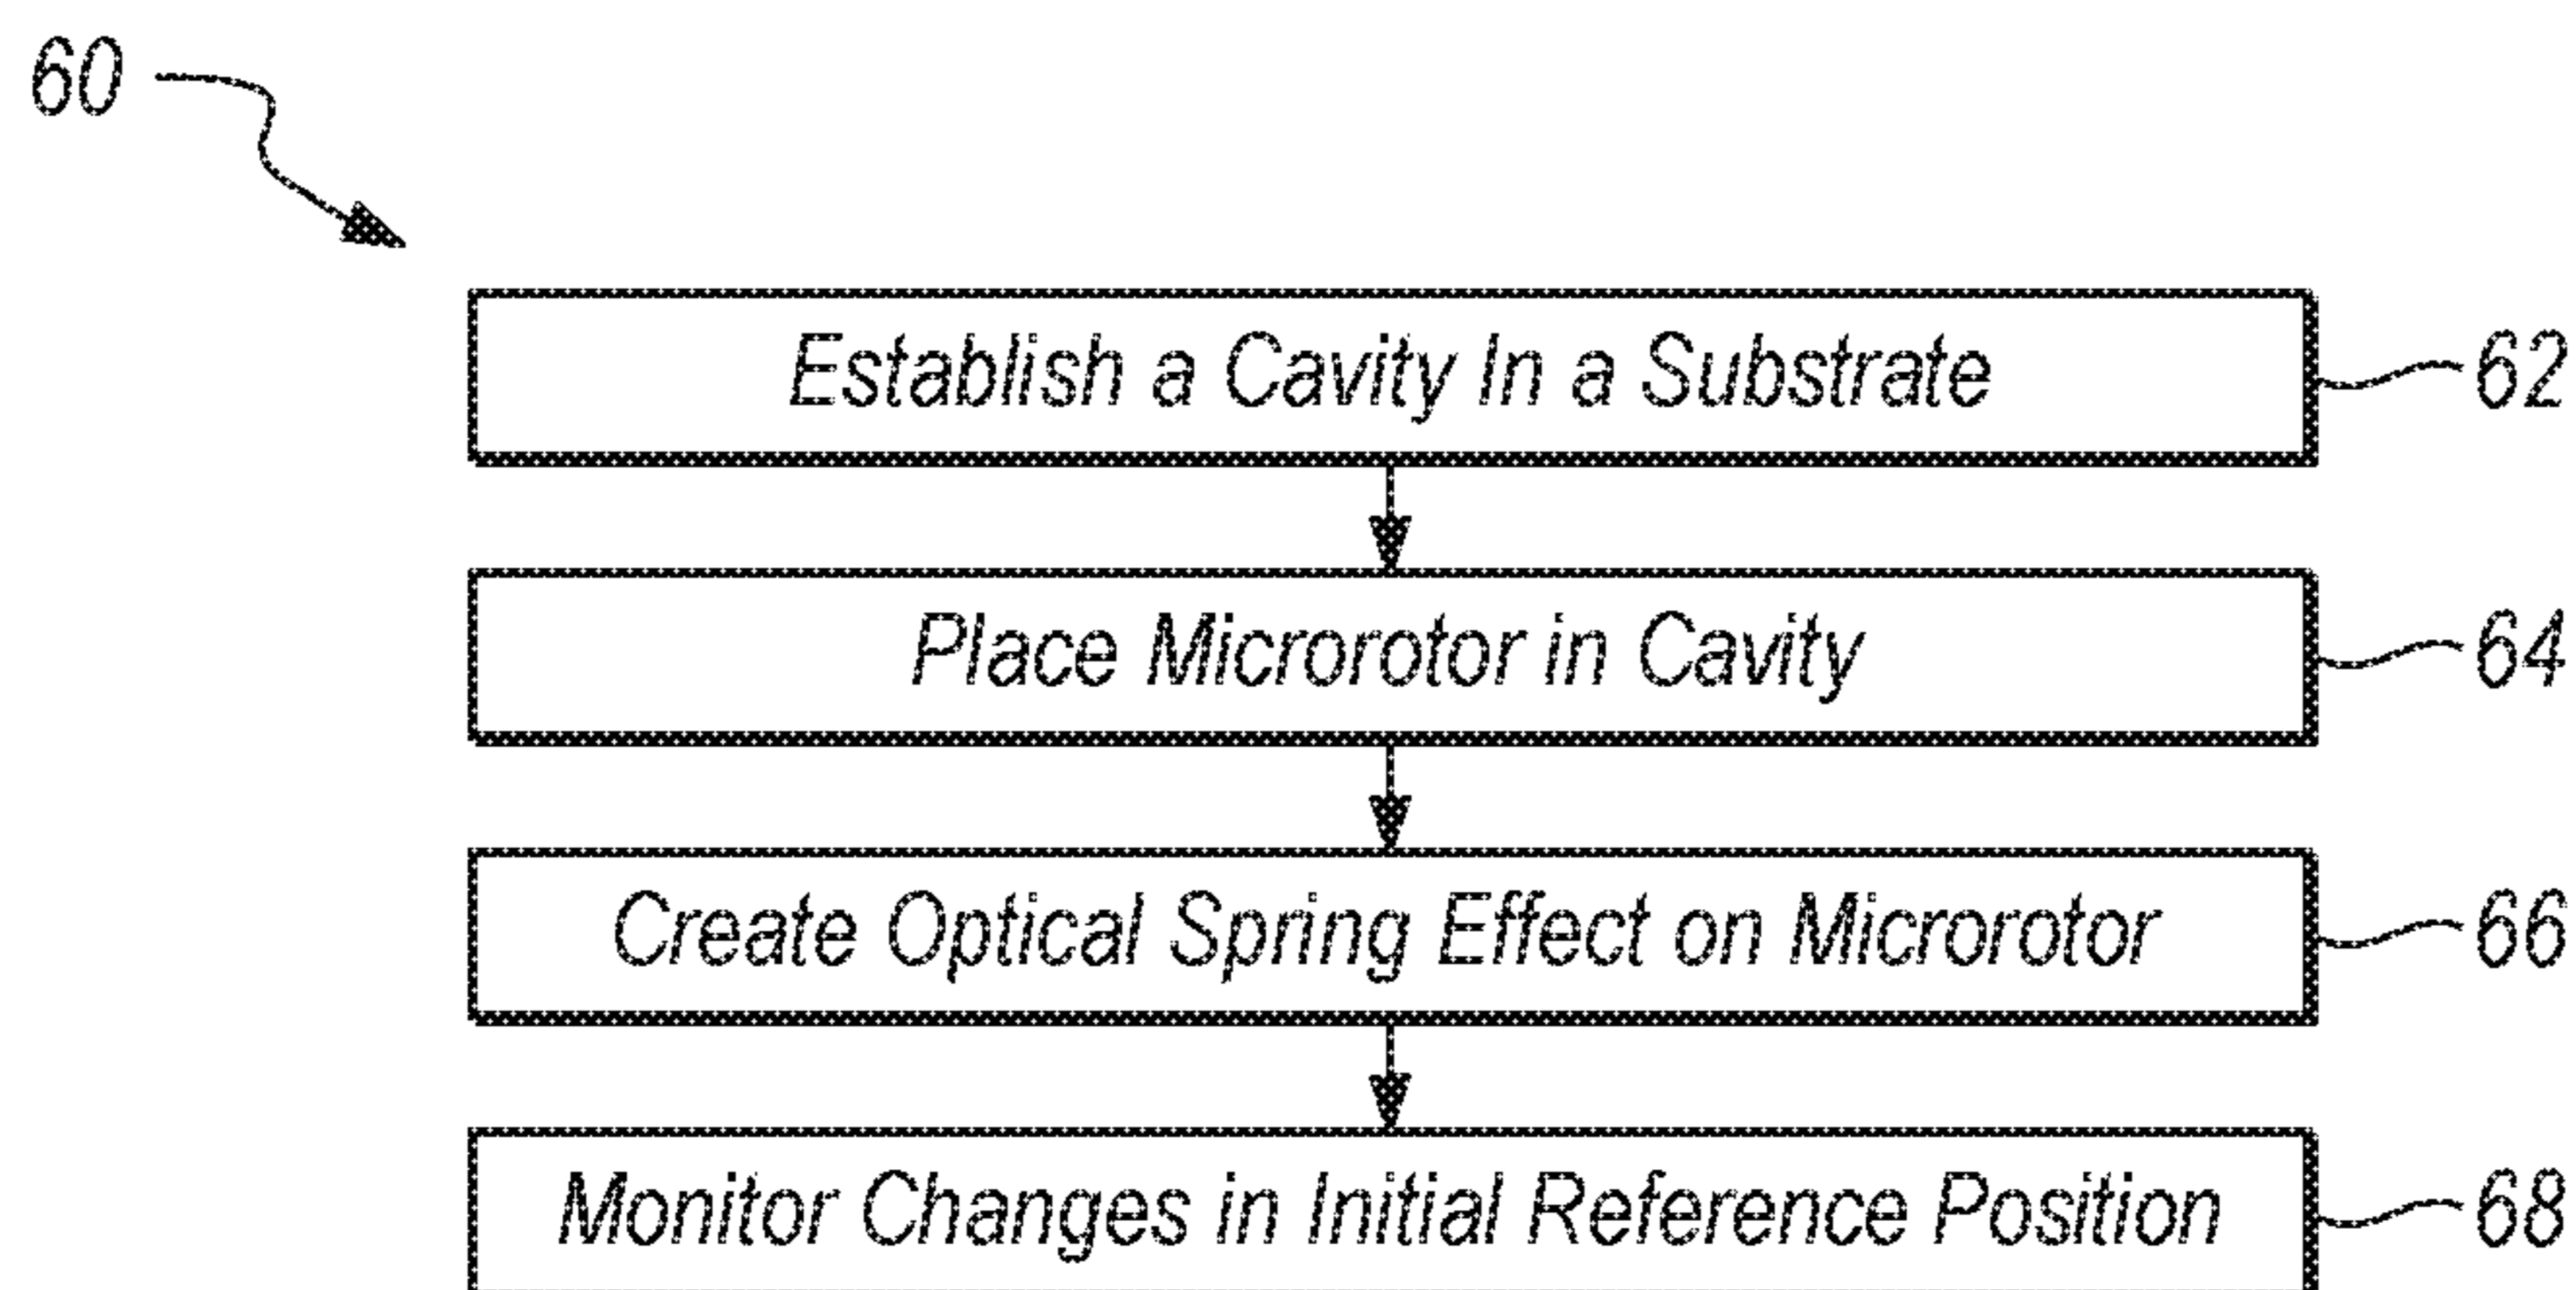 60
Establish a Cavity In a Substrate 62
Place Microrotor in Cavity 64
Create Optical Spring Effect on Microrotor 66
Monitor Changes in Initial Reference Position 68